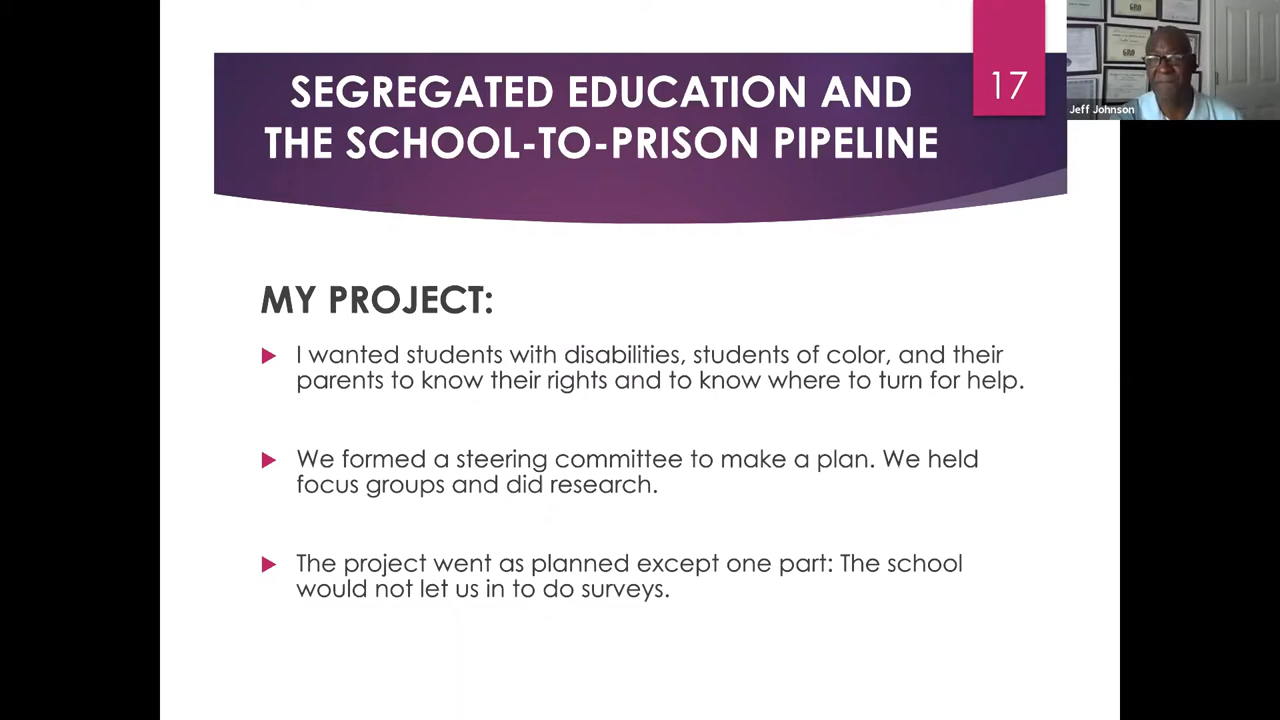 SEGREGATED EDUCATION AND
THE SCHOOL-TO-PRISON PIPELINE
17
Jeff Johnson
MY PROJECT:
I wanted students with disabilities, students of color, and their
parents to know their rights and to know where to turn for help.
We formed a steering committee to make a plan. We held
focus groups and did research.
The project went as planned except one part: The school
would not let us in to do surveys.